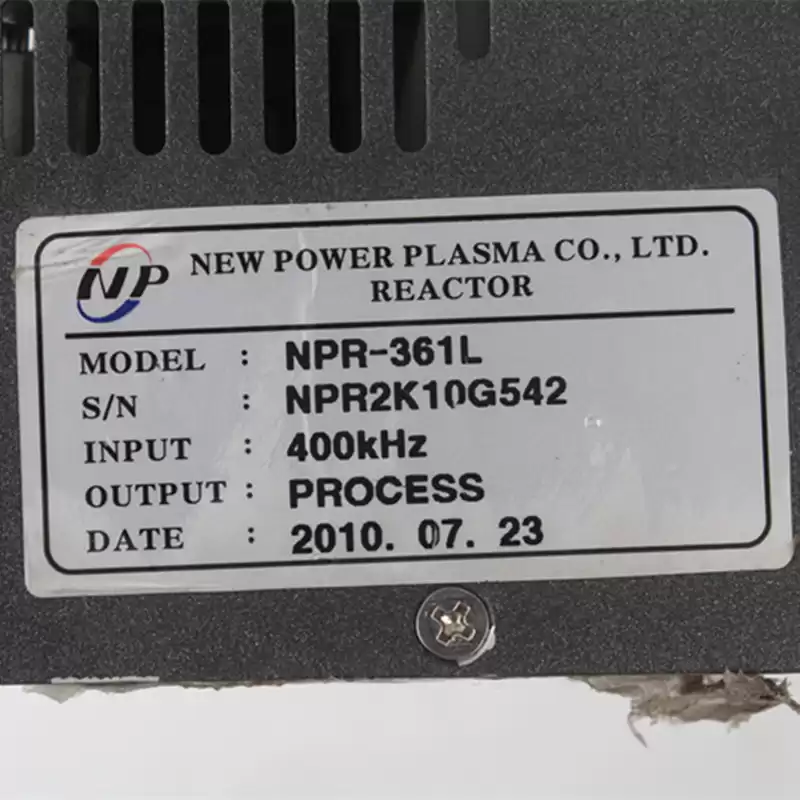 NP NEW POWER PLASMA CO., LTD.
REACTOR
MODEL : NPR-361L
S/N : NPR2K10G542
INPUT : 400kHz
OUTPUT : PROCESS
DATE : 2010. 07. 23